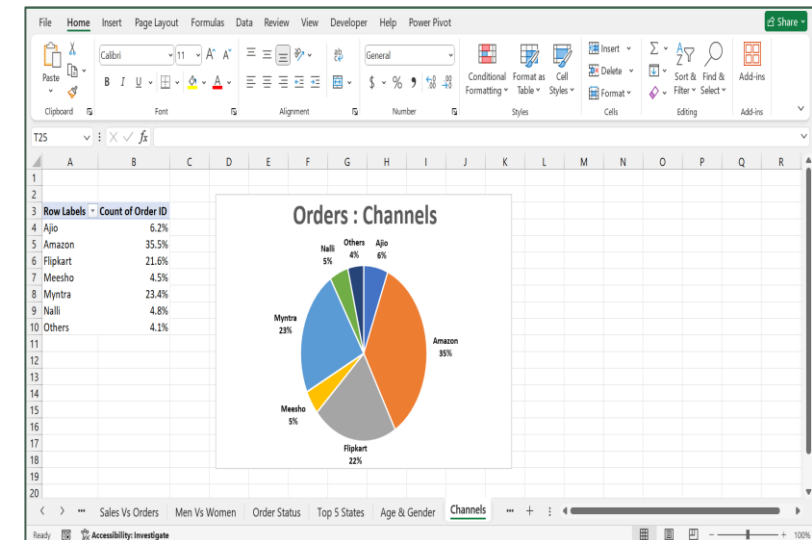 File Home Insert Page Layout Formulas Data Review View Developer Help Power Pivot Share
Calibri 11 A A General Insert Σ
Paste B I U A $ % Conditional Formatting Format as Table Cell Styles Delete Format Sort & Filter Find & Select Add-ins
Clipboard Font Alignment Number Styles Cells Editing Add-ins
T25 fx
A B C D E F G H I J K L M N O P Q R
1
2
3 Row Labels Count of Order ID
4 Ajio 6.2%
5 Amazon 35.5%
6 Flipkart 21.6%
7 Meesho 4.5%
8 Myntra 23.4%
9 Nalli 4.8%
10 Others 4.1%
11
12
13
14
15
16
17
18
19
20
Orders : Channels
Nalli
5%
Others
4%
Ajio
6%
Myntra
23%
Amazon
35%
Meesho
5%
Flipkart
22%
Sales Vs Orders Men Vs Women Order Status Top 5 States Age & Gender Channels
Ready Accessibility: Investigate 100%